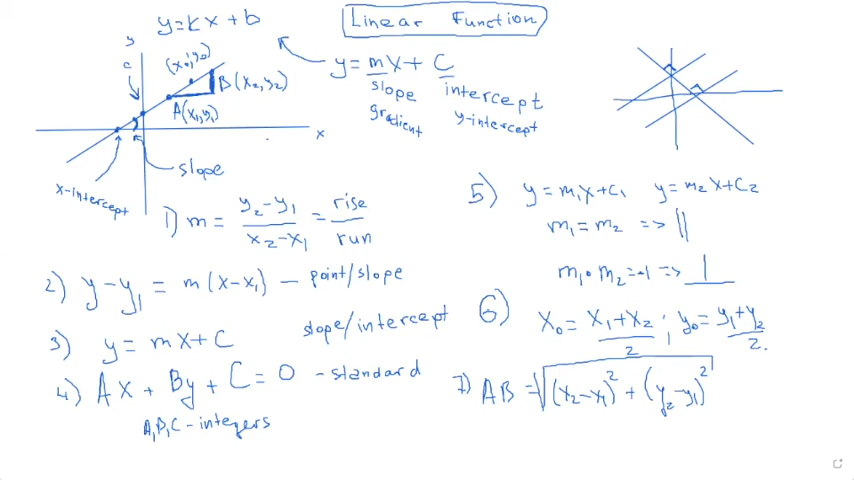 Linear Function
y=kx+b
y
c
(x₀;y₀)
B(x₂,y₂)
A(x₁,y₁)
x
slope
x-intercept
y=mx+C
slope
gradient
intercept
y-intercept
1) m = y₂-y₁/x₂-x₁ = rise/run
2) y-y₁ = m(x-x₁) - point/slope
3) y = mx+C slope/intercept
4) Ax + By + C = 0 - standard
A,B,C - integers
5) y=m₁x+c₁ y=m₂x+c₂
m₁=m₂ => ||
m₁•m₂=-1 => ⊥
6) x₀ = x₁+x₂/2 ; y₀ = y₁+y₂/2.
7) AB = √(x₂-x₁)²+(y₂-y₁)²